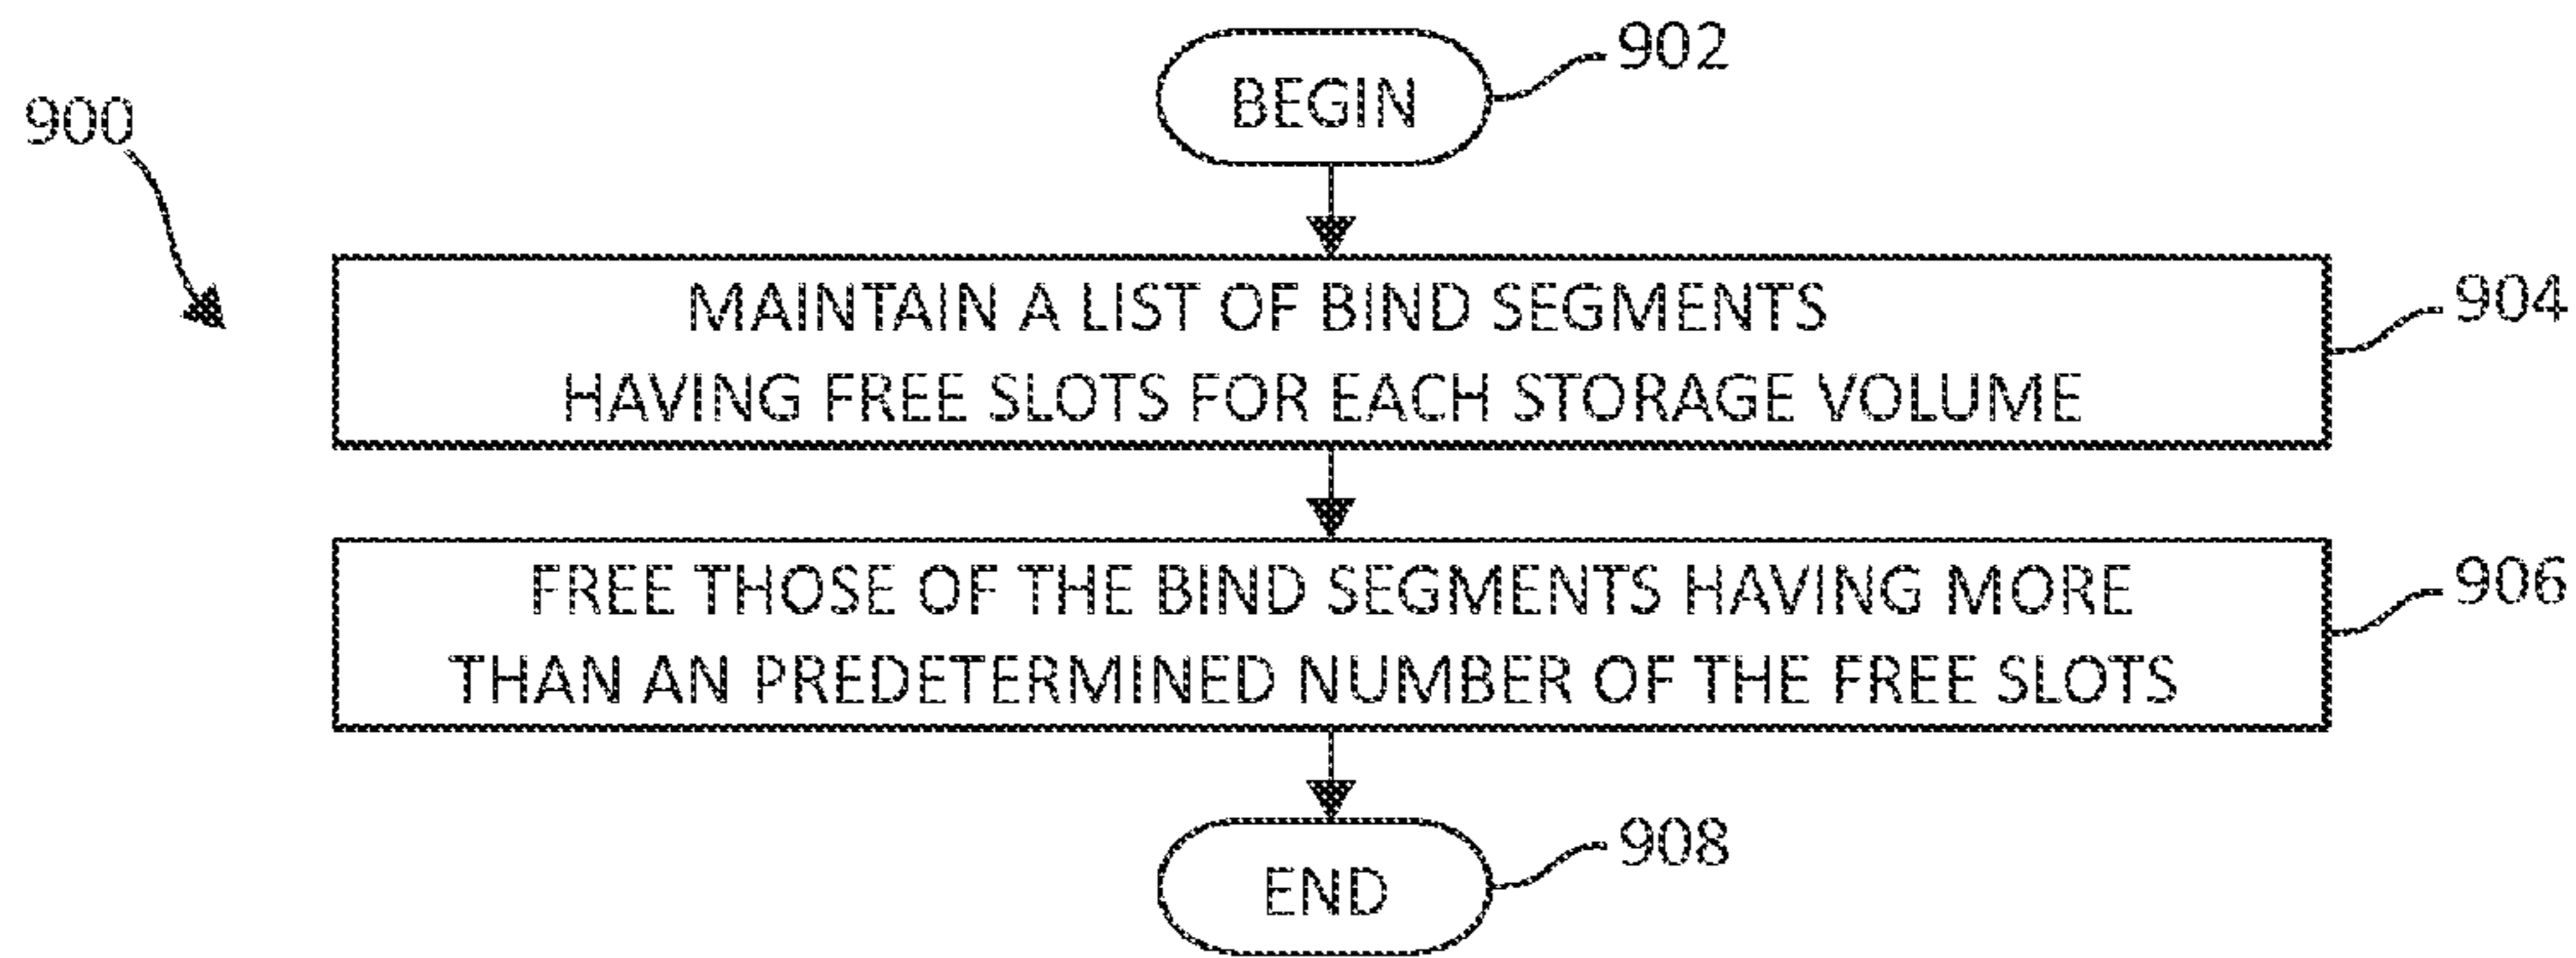 902
BEGIN
900
MAINTAIN A LIST OF BIND SEGMENTS
HAVING FREE SLOTS FOR EACH STORAGE VOLUME
904
FREE THOSE OF THE BIND SEGMENTS HAVING MORE
THAN AN PREDETERMINED NUMBER OF THE FREE SLOTS
906
908
END